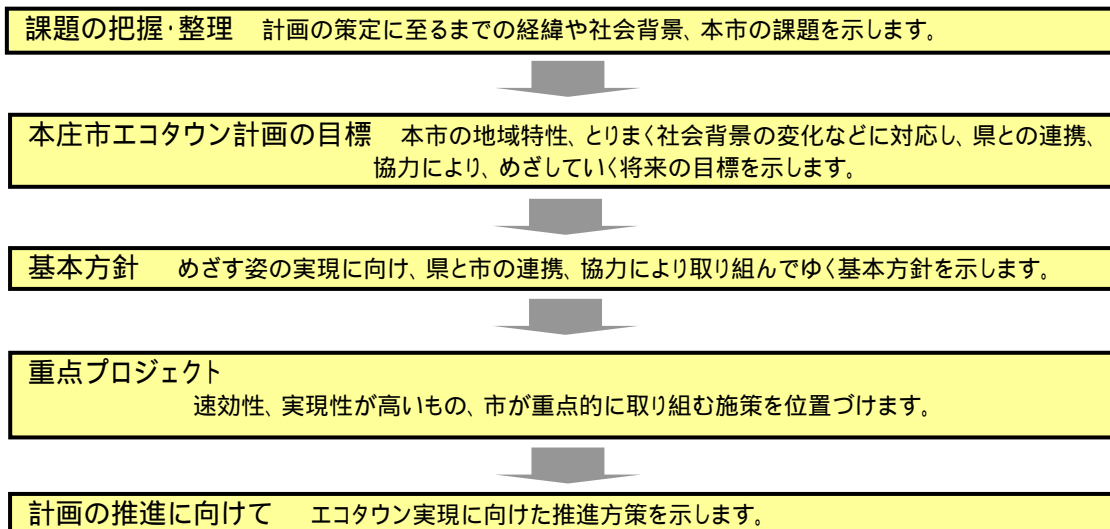 課題の把握・整理　計画の策定に至るまでの経緯や社会背景、本市の課題を示します。
本庄市エコタウン計画の目標　本市の地域特性、とりまく社会背景の変化などに対応し、県との連携、
協力により、めざしていく将来の目標を示します。
基本方針　めざす姿の実現に向け、県と市の連携、協力により取り組んでゆく基本方針を示します。
重点プロジェクト
速効性、実現性が高いもの、市が重点的に取り組む施策を位置づけます。
計画の推進に向けて　エコタウン実現に向けた推進方策を示します。